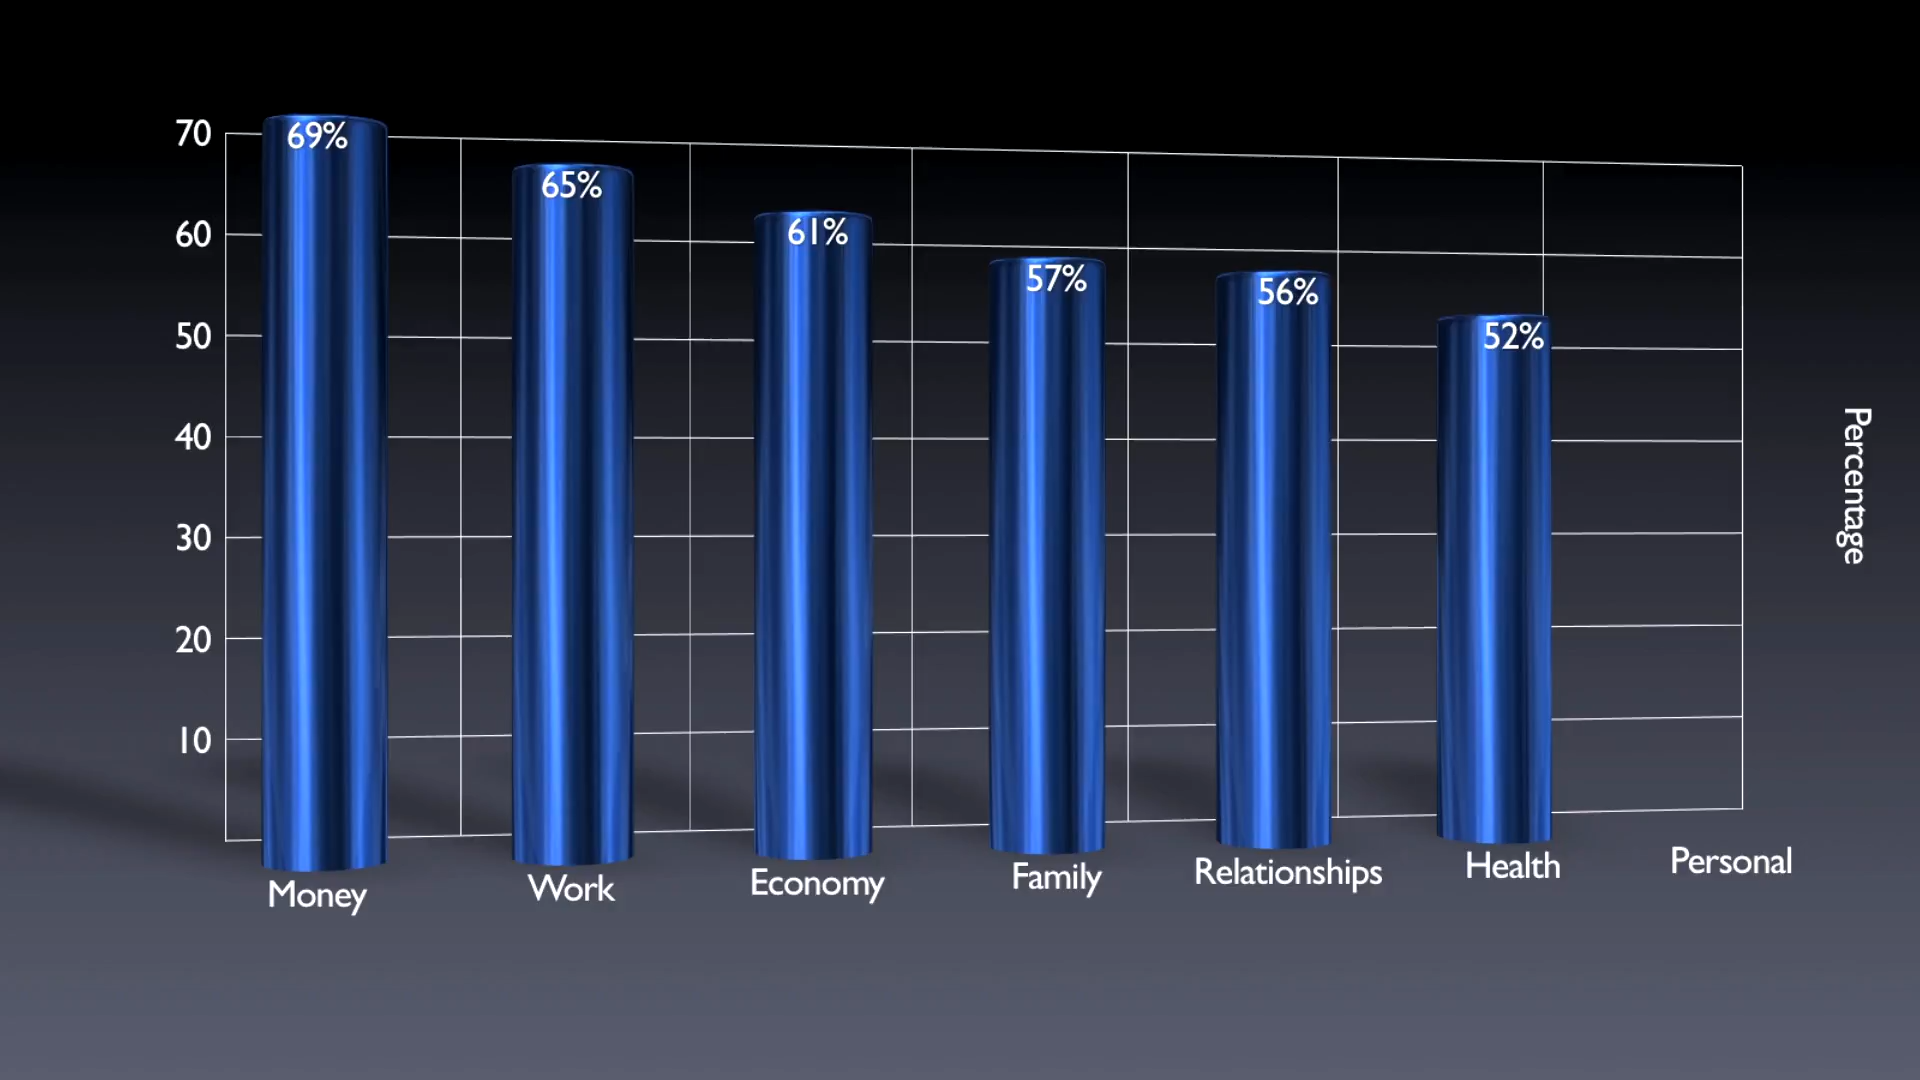 70
60
50
40
30
20
10
69%
65%
61%
57%
56%
52%
Money
Work
Economy
Family
Relationships
Health
Personal
Percentage